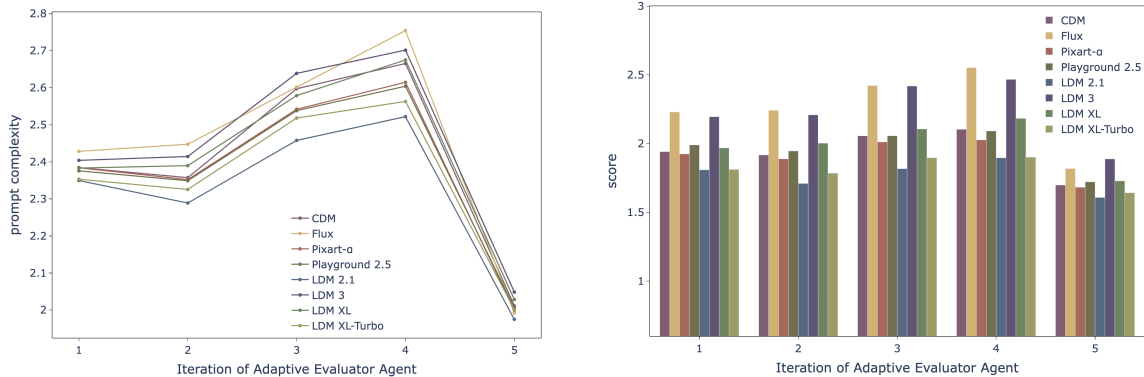 2.8
2.7
2.6
2.5
2.4
2.3
2.2
2.1
2
prompt complexity
CDM
Flux
Pixart-α
Playground 2.5
LDM 2.1
LDM 3
LDM XL
LDM XL-Turbo
1 2 3 4 5
Iteration of Adaptive Evaluator Agent
3
2.5
2
1.5
1
score
CDM
Flux
Pixart-α
Playground 2.5
LDM 2.1
LDM 3
LDM XL
LDM XL-Turbo
1 2 3 4 5
Iteration of Adaptive Evaluator Agent